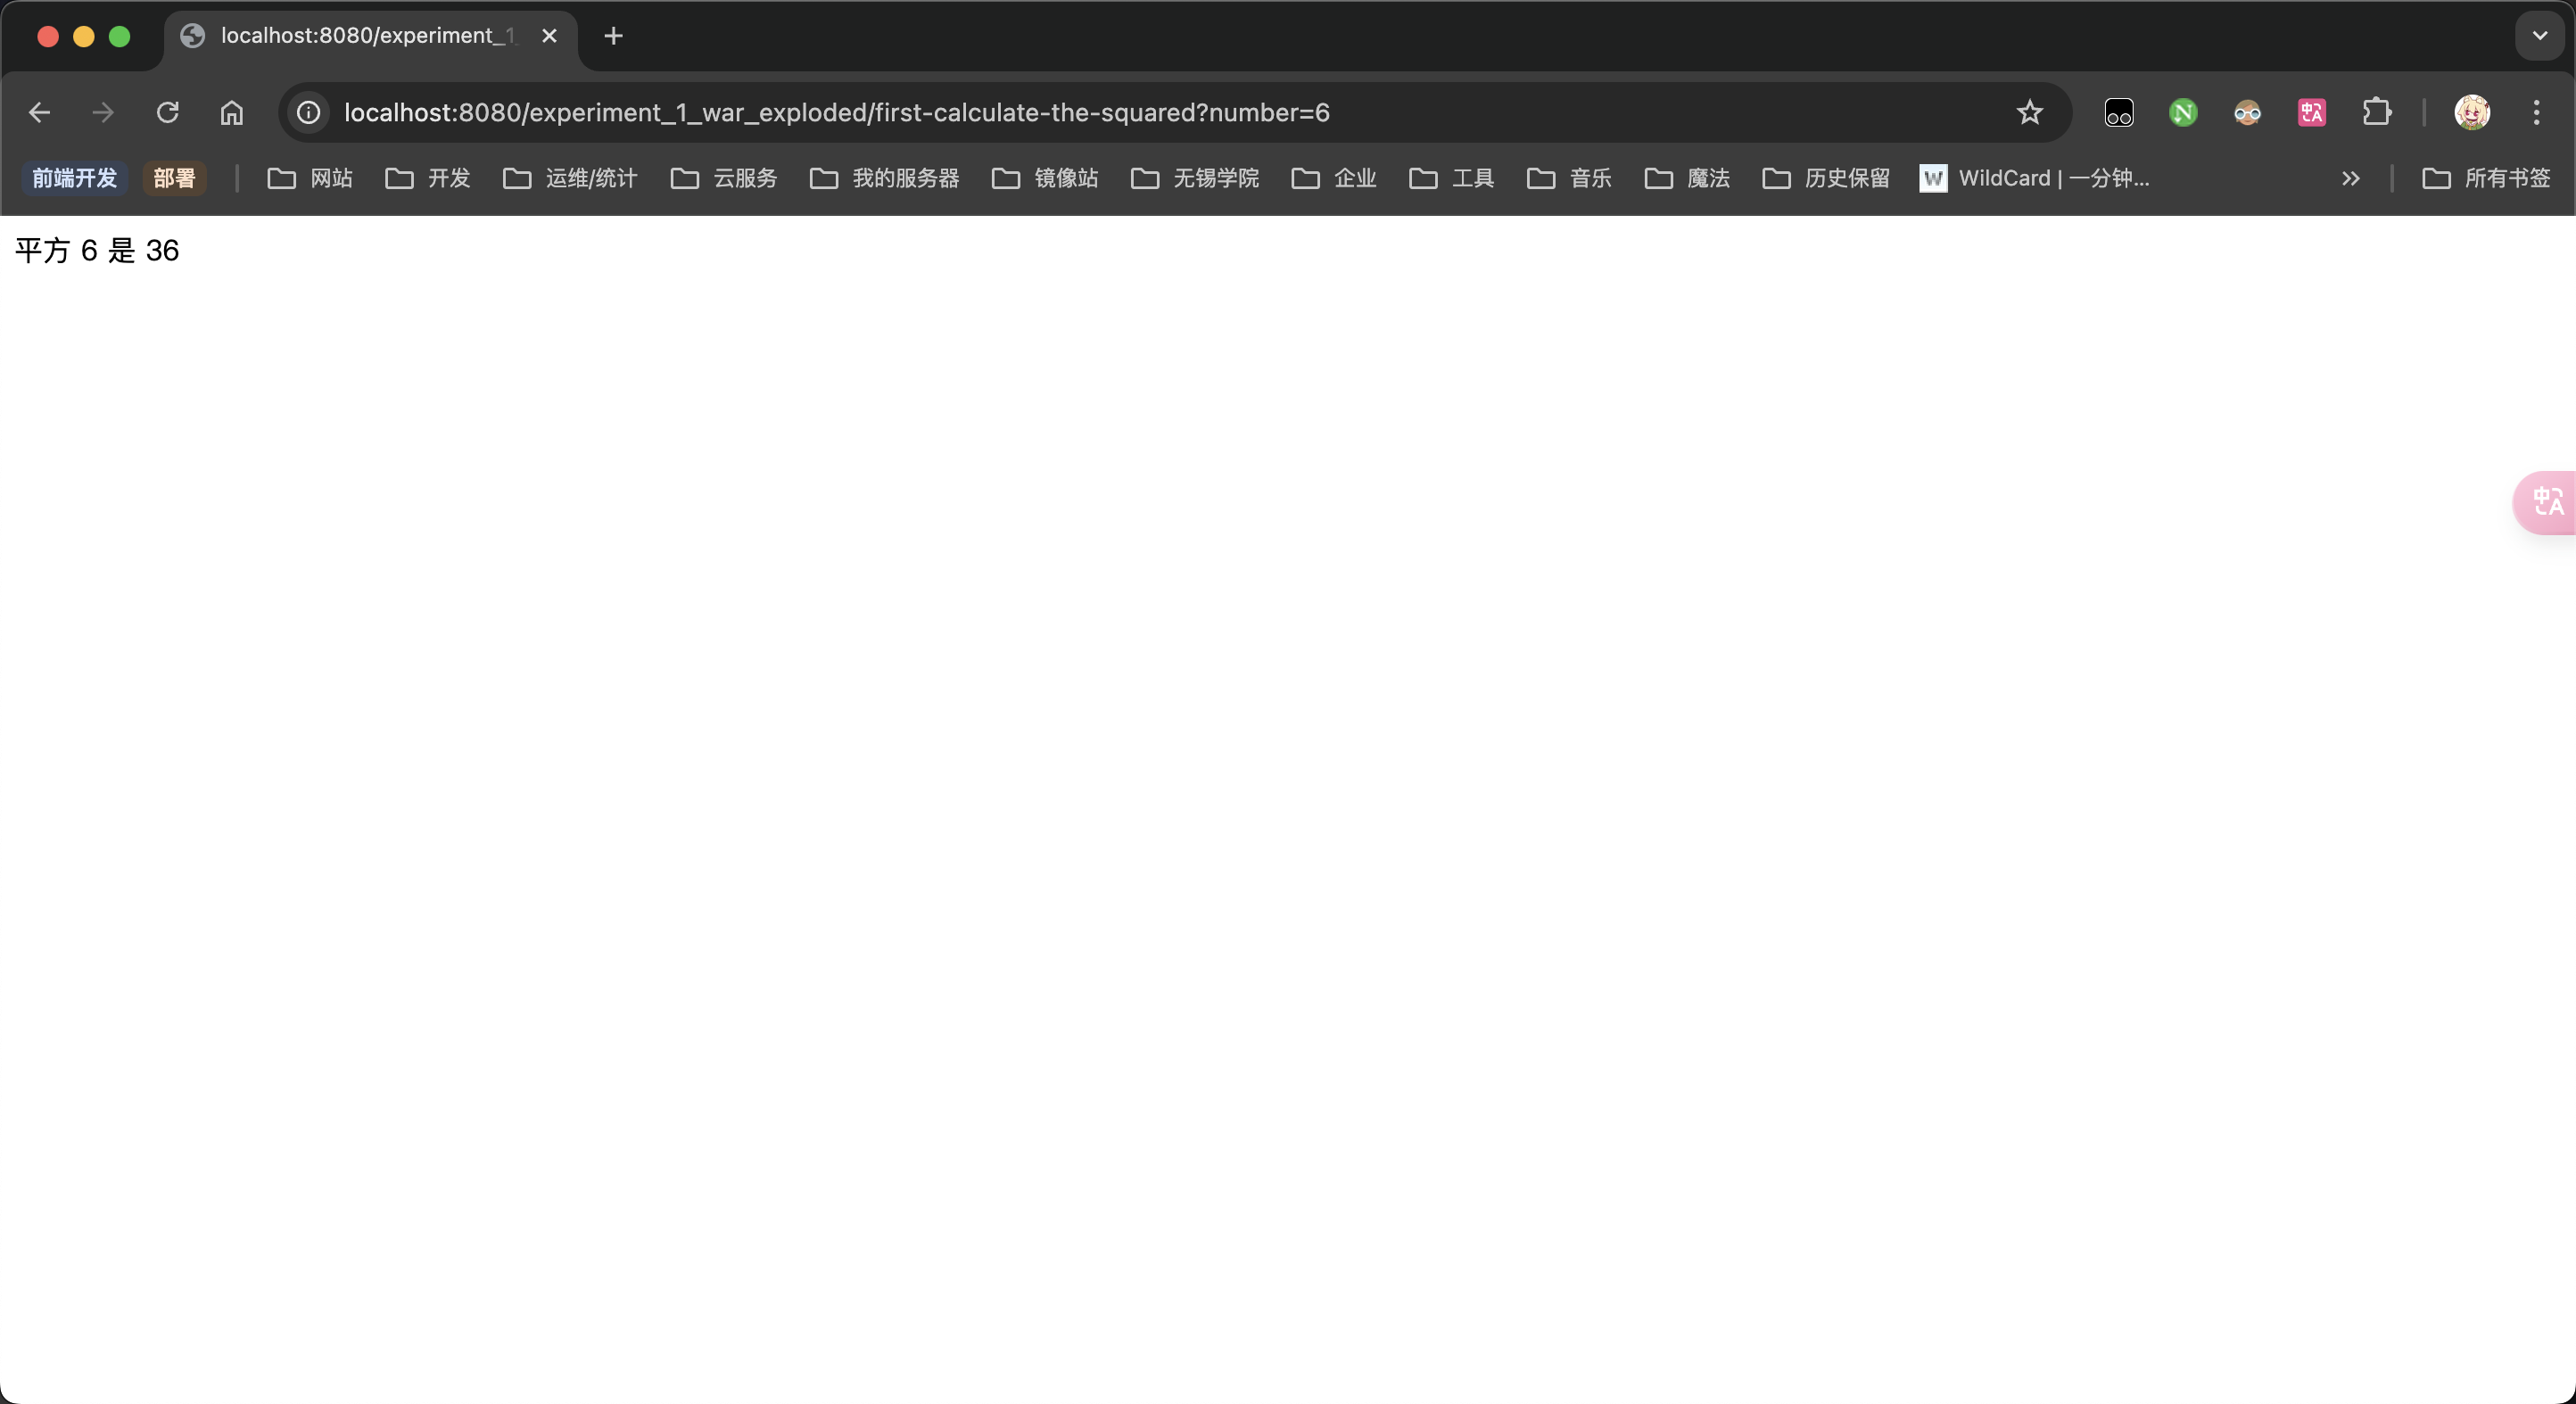 localhost:8080/experiment_1
localhost:8080/experiment_1_war_exploded/first-calculate-the-squared?number=6
前端开发 部署 网站 开发 运维/统计 云服务 我的服务器 镜像站 无锡学院 企业 工具 音乐 魔法 历史保留 W WildCard | 一分钟... 所有书签
平方 6 是 36